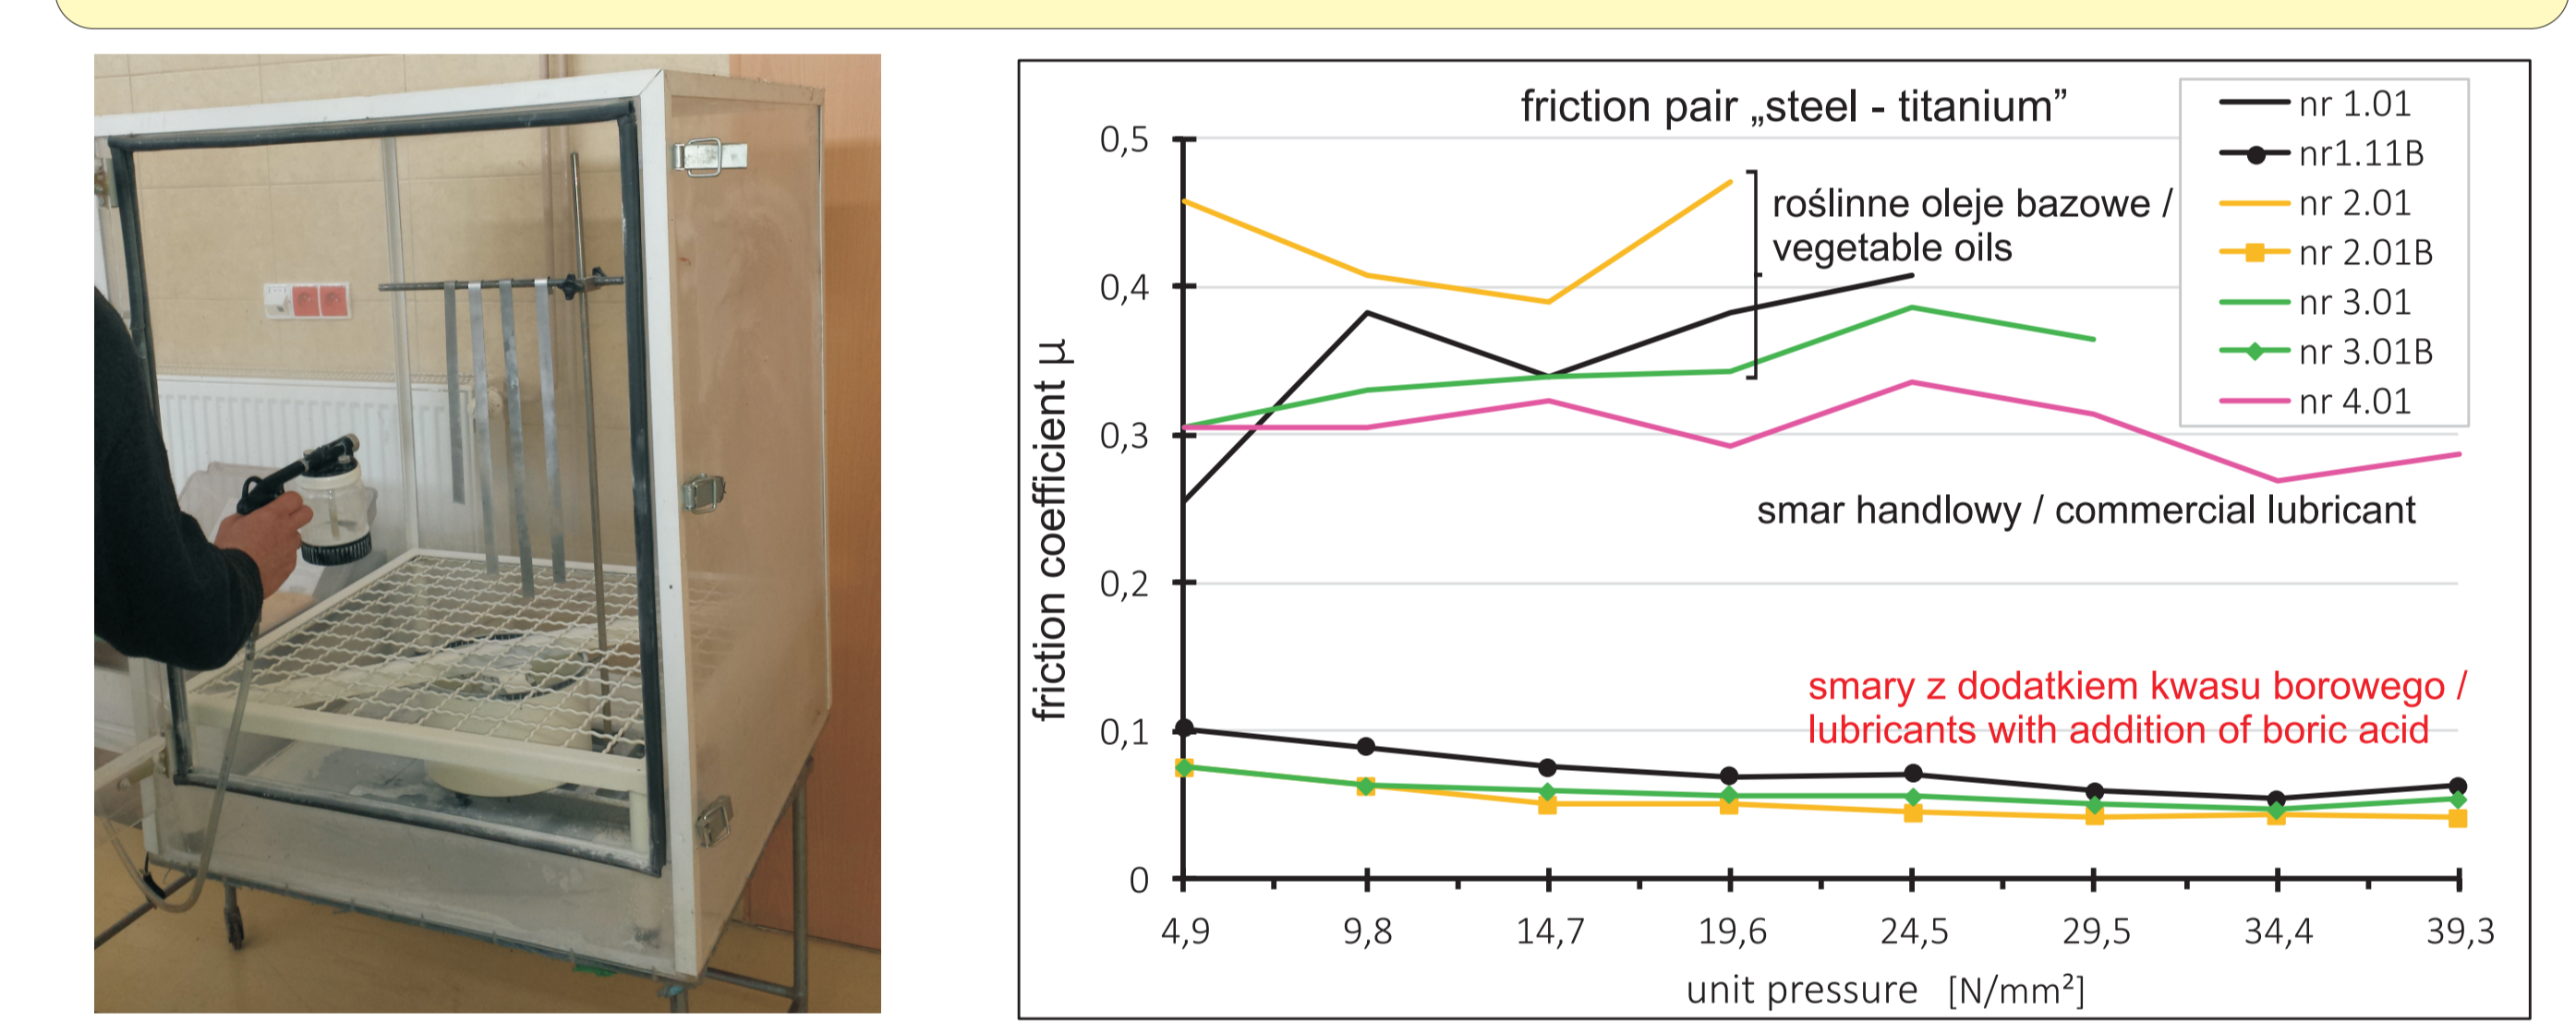 friction pair „steel - titanium”
nr 1.01
nr1.11B
nr 2.01
nr 2.01B
nr 3.01
nr 3.01B
nr 4.01
roślinne oleje bazowe /
vegetable oils
smar handlowy / commercial lubricant
smary z dodatkiem kwasu borowego /
lubricants with addition of boric acid
friction coefficient μ
0,5
0,4
0,3
0,2
0,1
0
4,9 9,8 14,7 19,6 24,5 29,5 34,4 39,3
unit pressure [N/mm²]